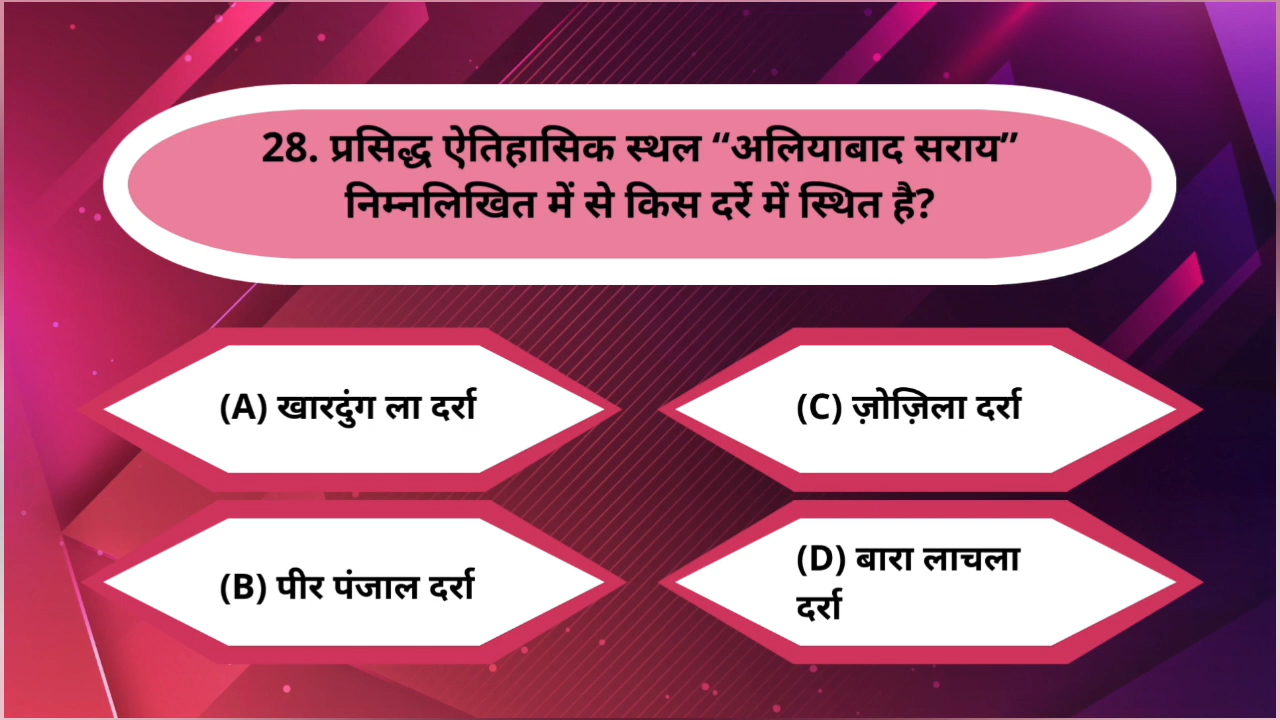 28. प्रसिद्ध ऐतिहासिक स्थल “अलियाबाद सराय”
निम्नलिखित में से किस दर्रे में स्थित है?
(A) खारदुंग ला दर्रा
(C) ज़ोज़िला दर्रा
(B) पीर पंजाल दर्रा
(D) बारा लाचला
दर्रा